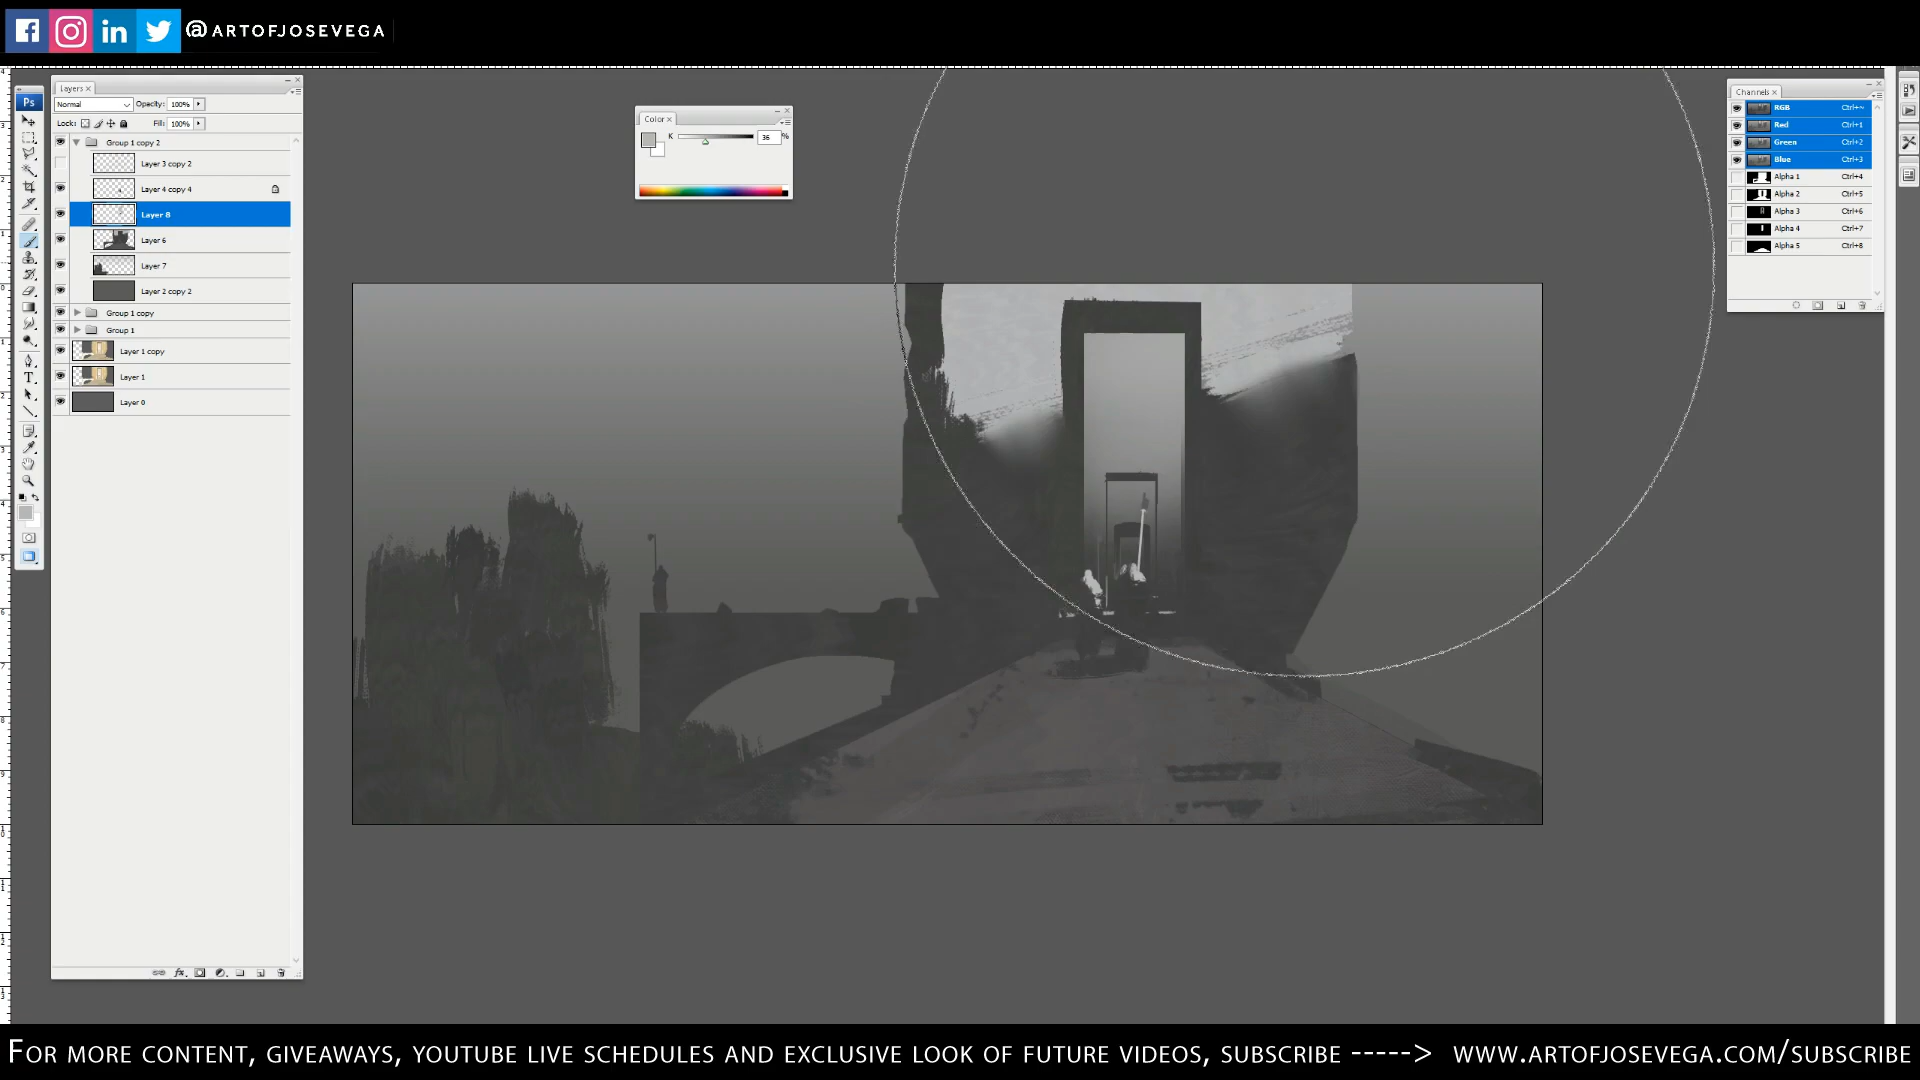 @ARTOFJOSEVEGA
Layers
Normal Opacity: 100%
Lock: Fill: 100%
Group 1 copy 2
Layer 3 copy 2
Layer 4 copy 4
Layer 8
Layer 6
Layer 7
Layer 2 copy 2
Group 1 copy
Group 1
Layer 1 copy
Layer 1
Layer 0
Ps
Color
K 36 %
Channels
RGB Ctrl+~
Red Ctrl+1
Green Ctrl+2
Blue Ctrl+3
Alpha 1 Ctrl+4
Alpha 2 Ctrl+5
Alpha 3 Ctrl+6
Alpha 4 Ctrl+7
Alpha 5 Ctrl+8
FOR MORE CONTENT, GIVEAWAYS, YOUTUBE LIVE SCHEDULES AND EXCLUSIVE LOOK OF FUTURE VIDEOS, SUBSCRIBE -----> WWW.ARTOFJOSEVEGA.COM/SUBSCRIBE